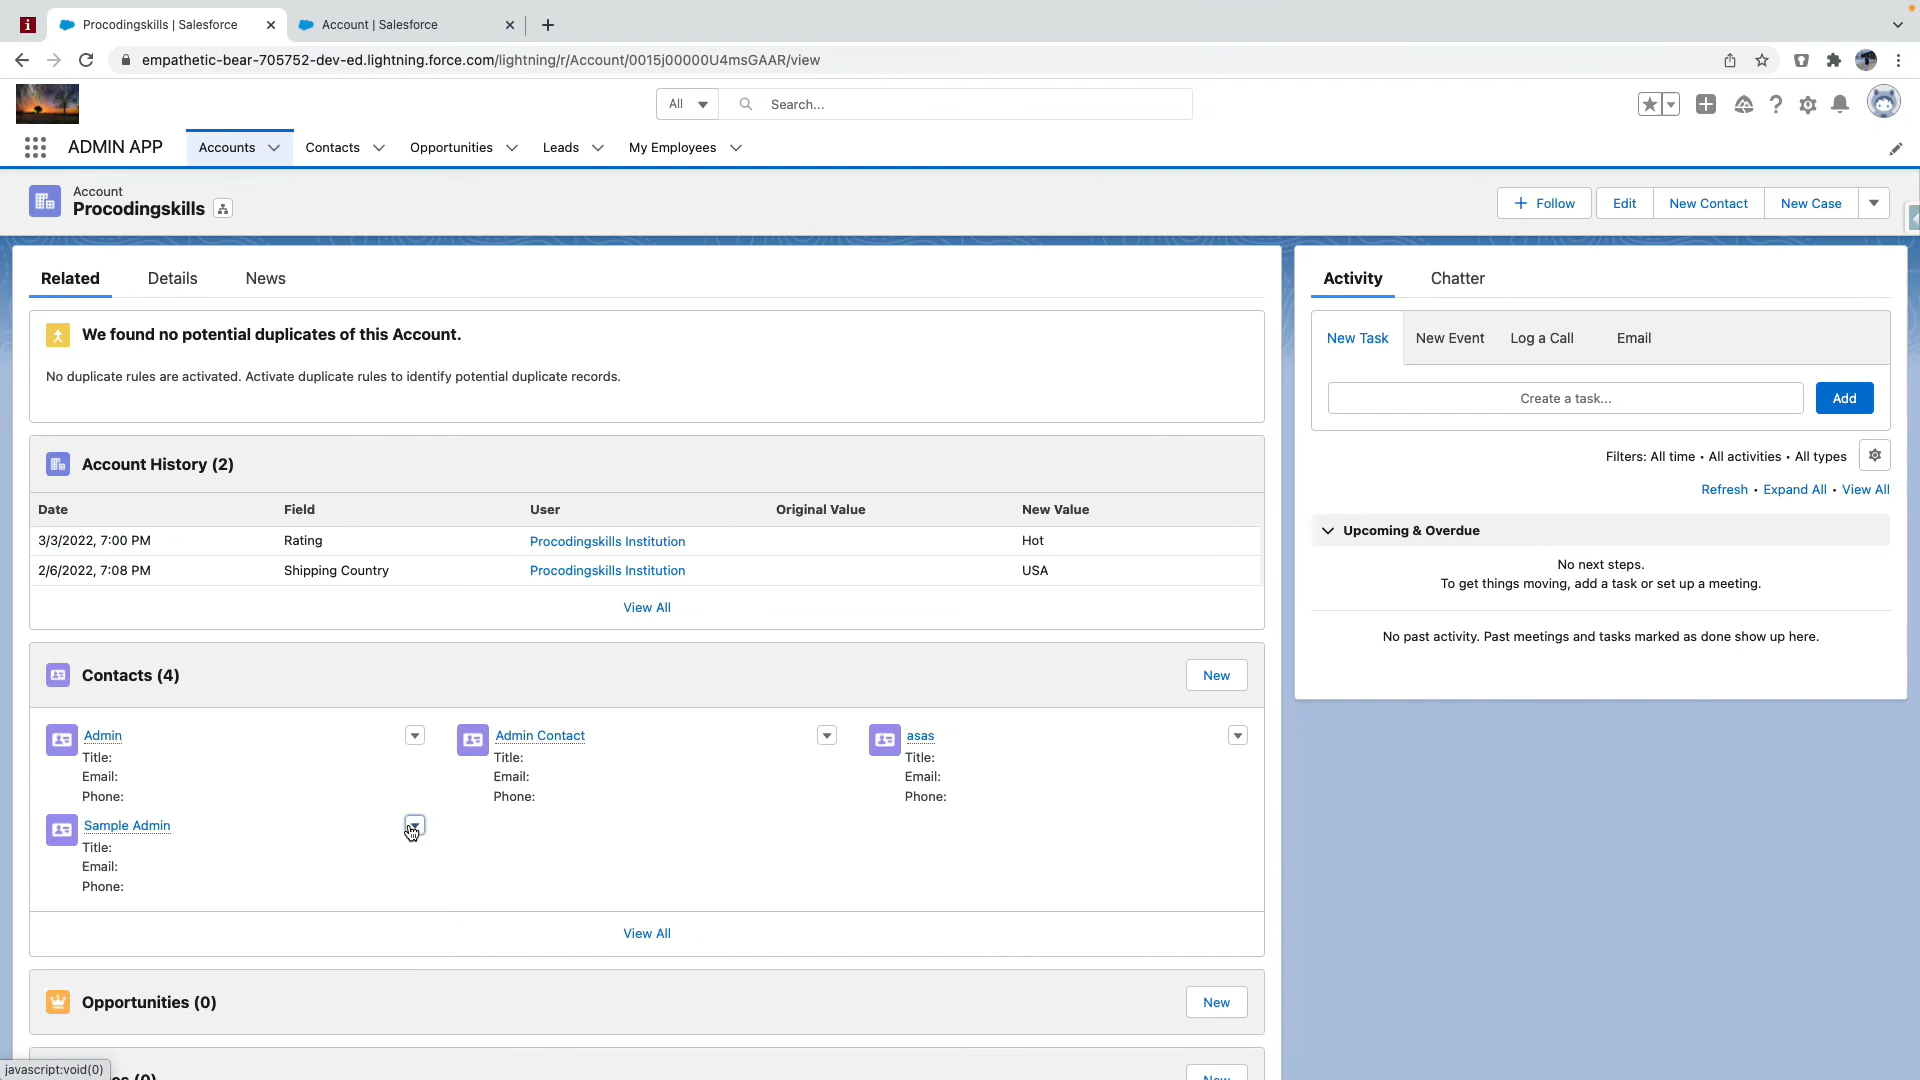 Procodingskills | Salesforce
Account | Salesforce
empathetic-bear-705752-dev-ed.lightning.force.com/lightning/r/Account/0015j00000U4msGAAR/view
All
Search...
ADMIN APP
Accounts
Contacts
Opportunities
Leads
My Employees
Account
Procodingskills
Follow
Edit
New Contact
New Case
Related
Details
News
We found no potential duplicates of this Account.
No duplicate rules are activated. Activate duplicate rules to identify potential duplicate records.
Account History (2)
Date Field User Original Value New Value
3/3/2022, 7:00 PM Rating Procodingskills Institution Hot
2/6/2022, 7:08 PM Shipping Country Procodingskills Institution USA
View All
Contacts (4)
New
Admin
Title:
Email:
Phone:
Admin Contact
Title:
Email:
Phone:
asas
Title:
Email:
Phone:
Sample Admin
Title:
Email:
Phone:
View All
Opportunities (0)
New
Activity
Chatter
New Task
New Event
Log a Call
Email
Create a task...
Add
Filters: All time • All activities • All types
Refresh • Expand All • View All
Upcoming & Overdue
No next steps.
To get things moving, add a task or set up a meeting.
No past activity. Past meetings and tasks marked as done show up here.
javascript:void(0)
New